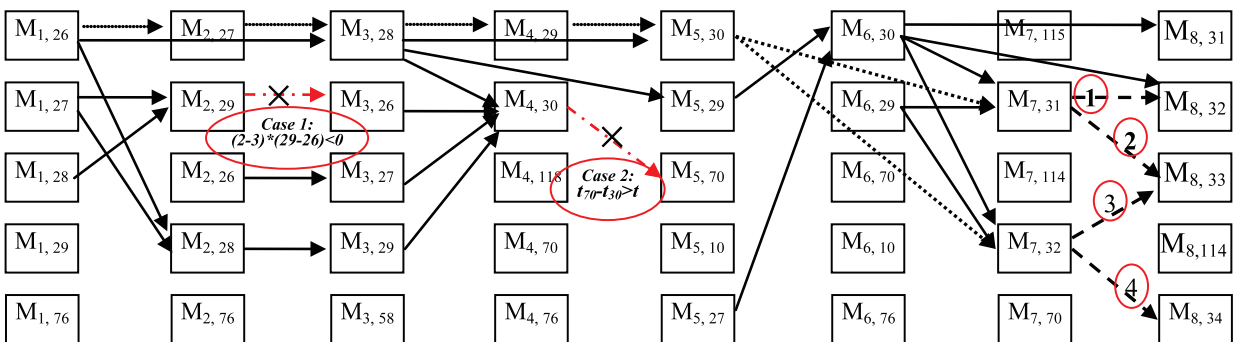 M1, 26 M2, 27 M3, 28 M4, 29 M5, 30 M6, 30 M7, 115 M8, 31
M1, 27 M2, 29 M3, 26 M4, 30 M5, 29 M6, 29 M7, 31 1 M8, 32
Case 1:
(2-3)*(29-26)<0
2
M1, 28 M2, 26 M3, 27 M4, 118 M5, 70 M6, 70 M7, 114 M8, 33
Case 2:
t70-t30>t
3
M1, 29 M2, 28 M3, 29 M4, 70 M5, 10 M6, 10 M7, 32 M8,114
4
M1, 76 M2, 76 M3, 58 M4, 76 M5, 27 M6, 76 M7, 70 M8, 34